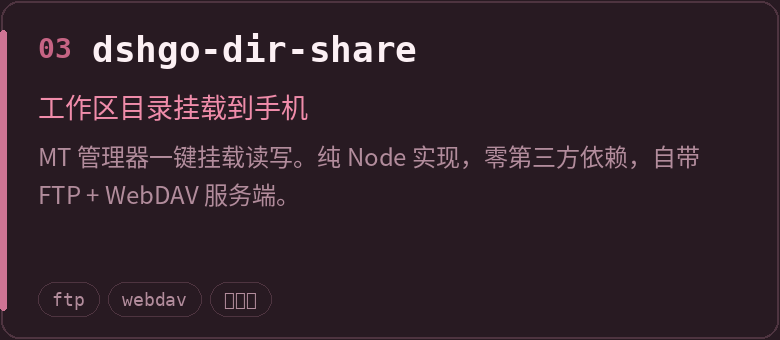 03 dshgo-dir-share
工作区目录挂载到手机
MT 管理器一键挂载读写。纯 Node 实现，零第三方依赖，自带
FTP + WebDAV 服务端。
ftp webdav